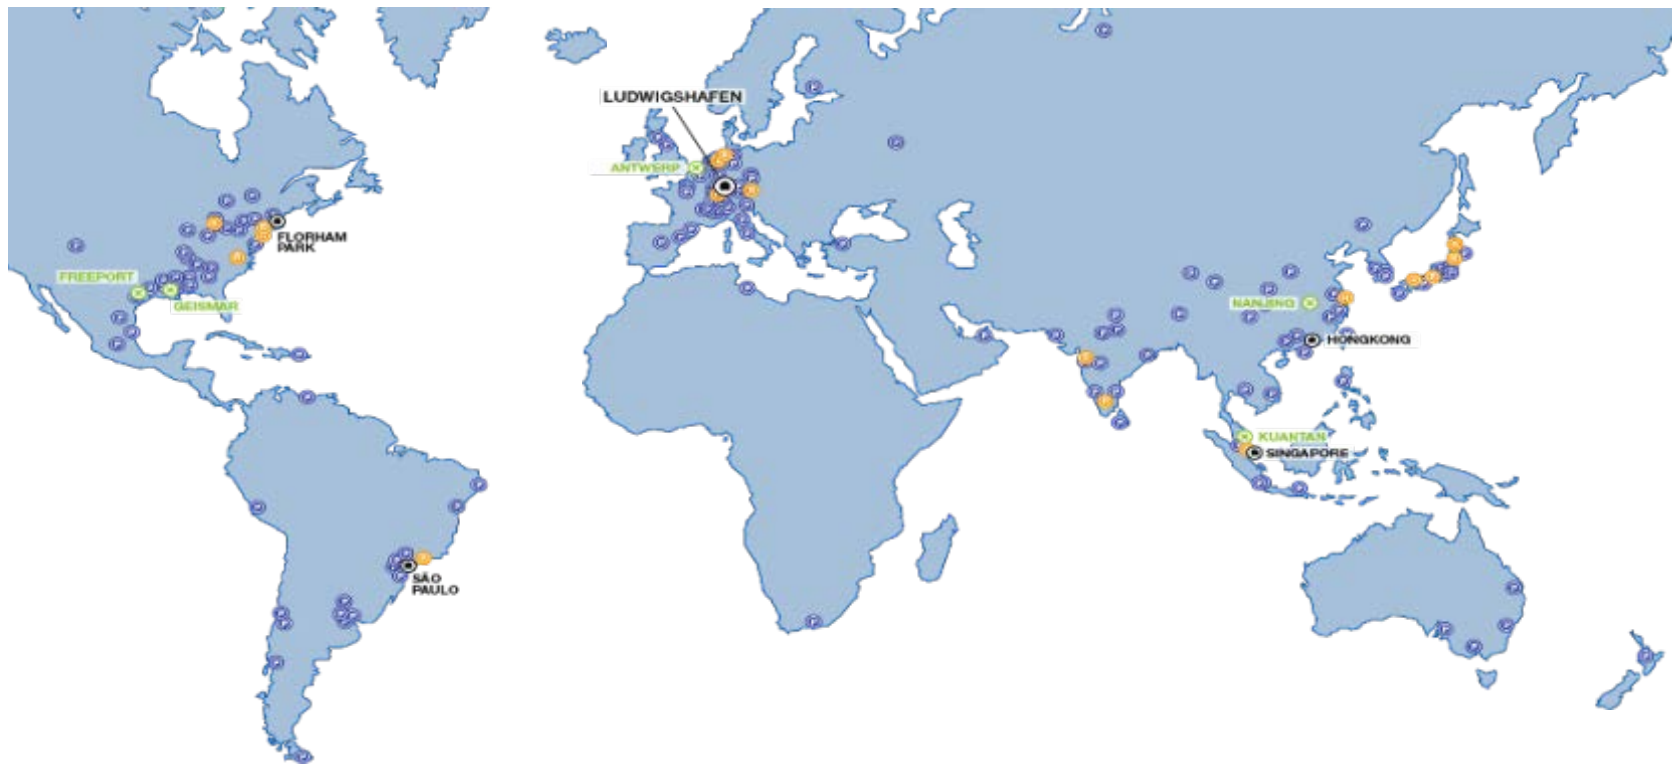 LUDWIGSHAFEN
ANTWERP
FLORHAM
PARK
FREEPORT
GEISMAR
NANJING
HONGKONG
KUANTAN
SINGAPORE
SÃO
PAULO